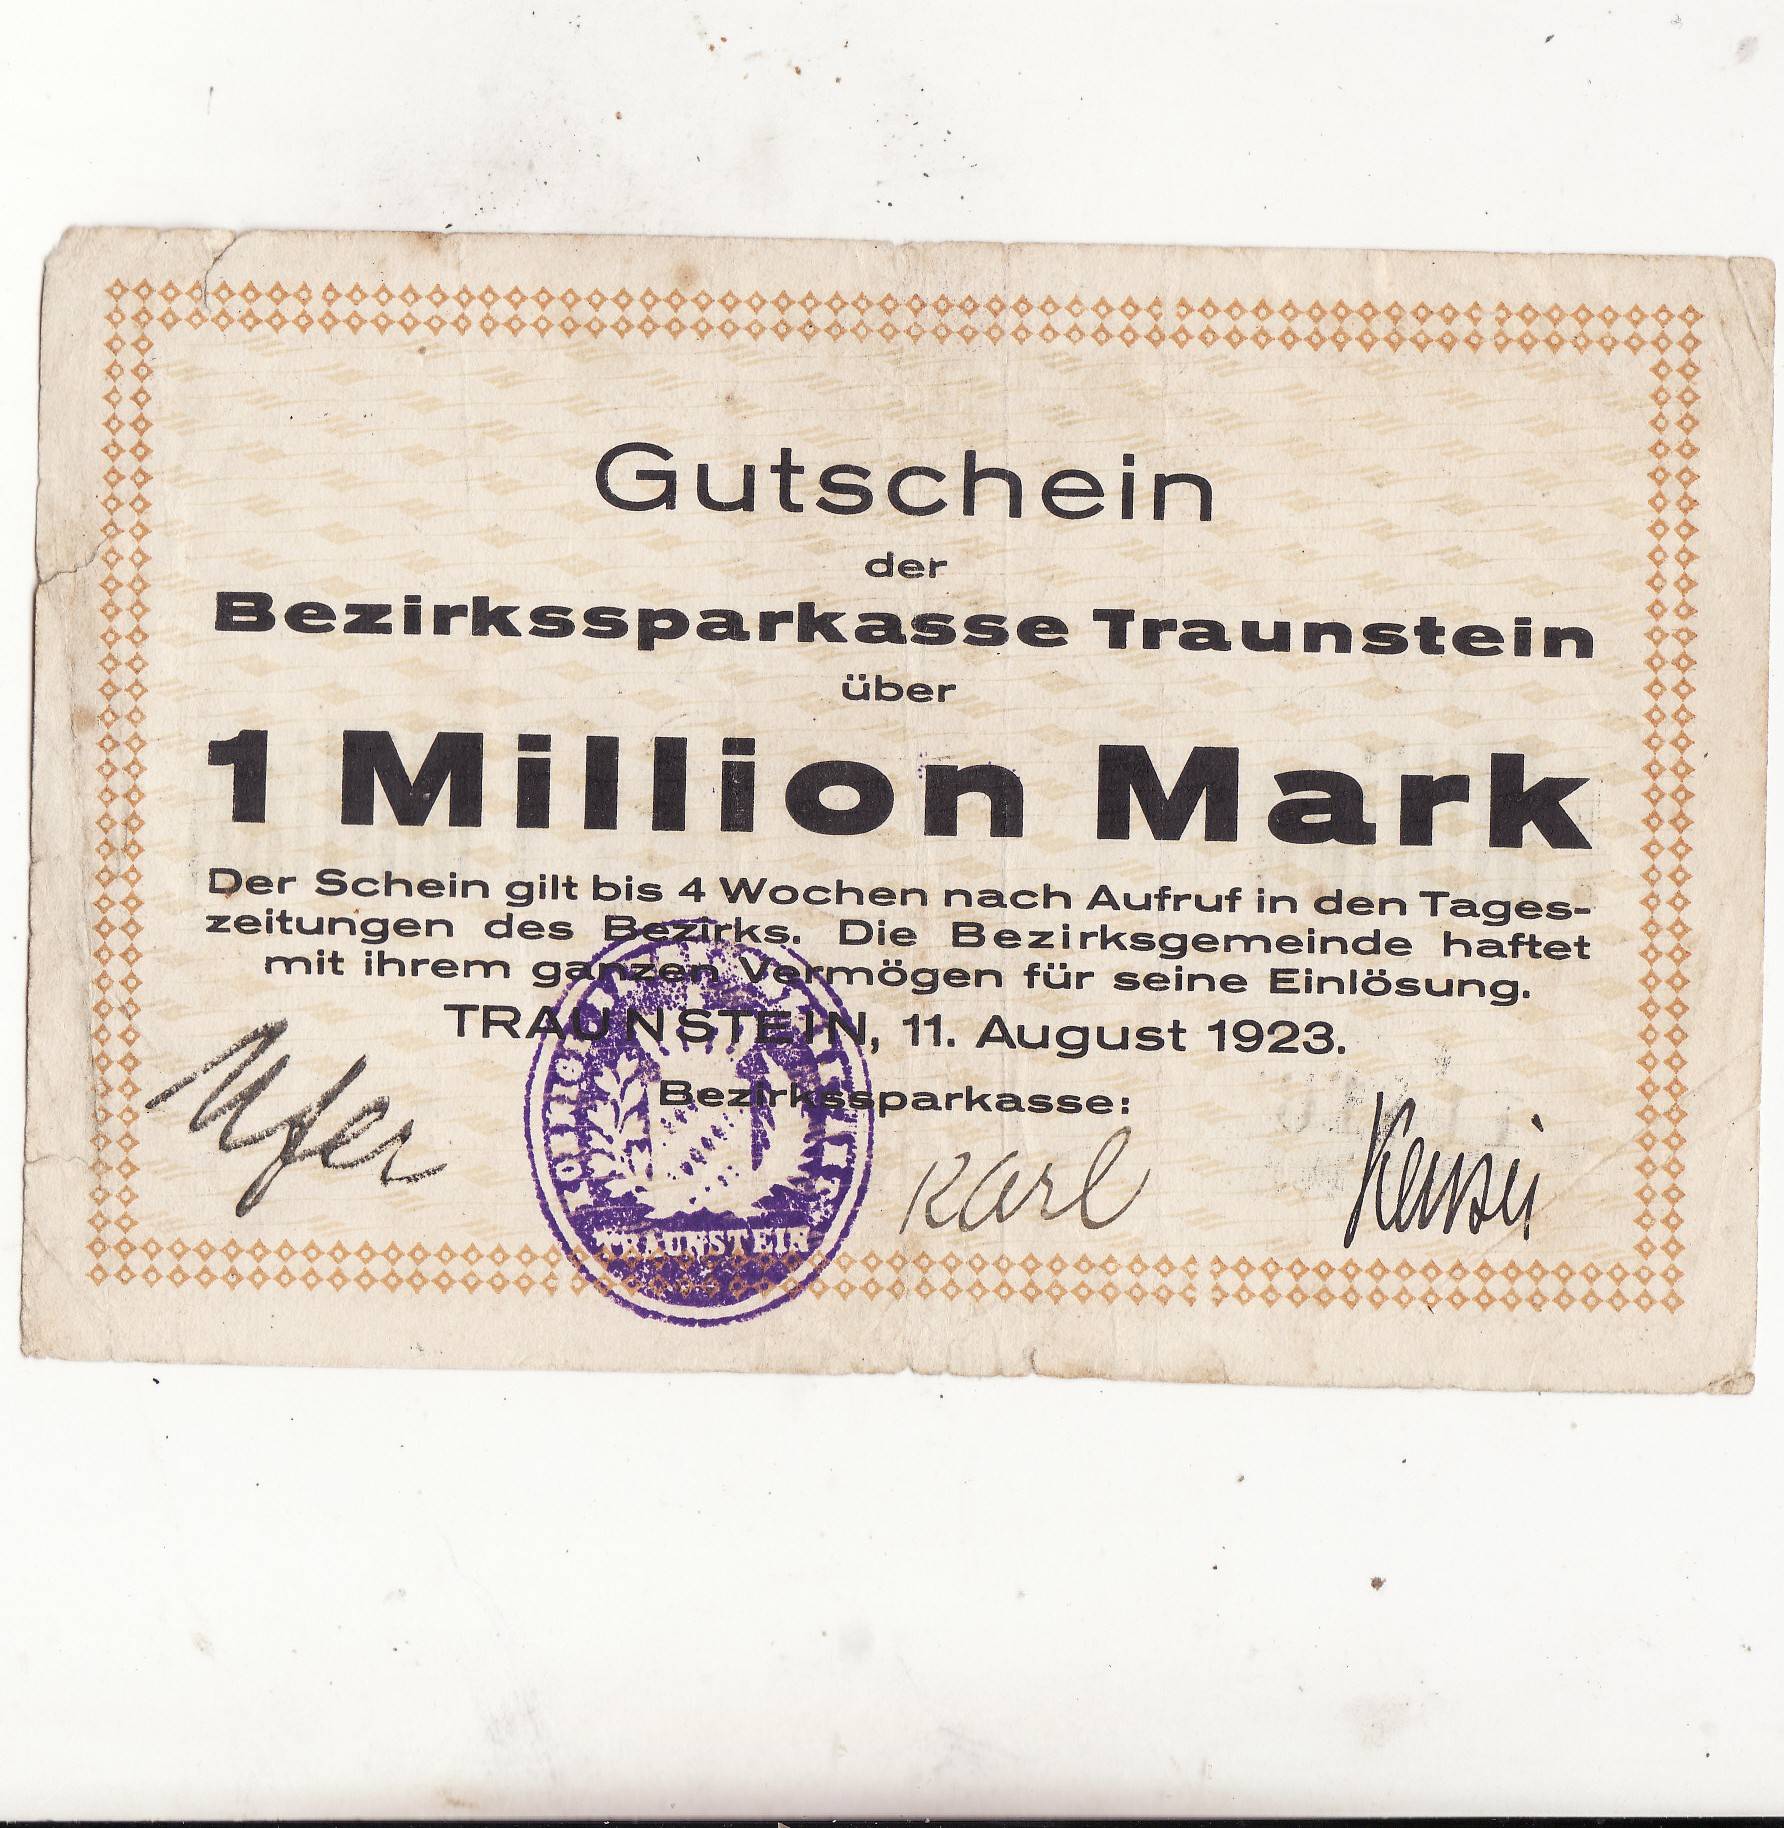 Gutschein
der
Bezirkssparkasse Traunstein
über
1 Million Mark
Der Schein gilt bis 4 Wochen nach Aufruf in den Tages-
zeitungen des Bezirks. Die Bezirksgemeinde haftet
mit ihrem ganzen Vermögen für seine Einlösung.
TRAUNSTEIN, 11. August 1923.
Bezirkssparkasse:
Karl
TRAUNSTEIN